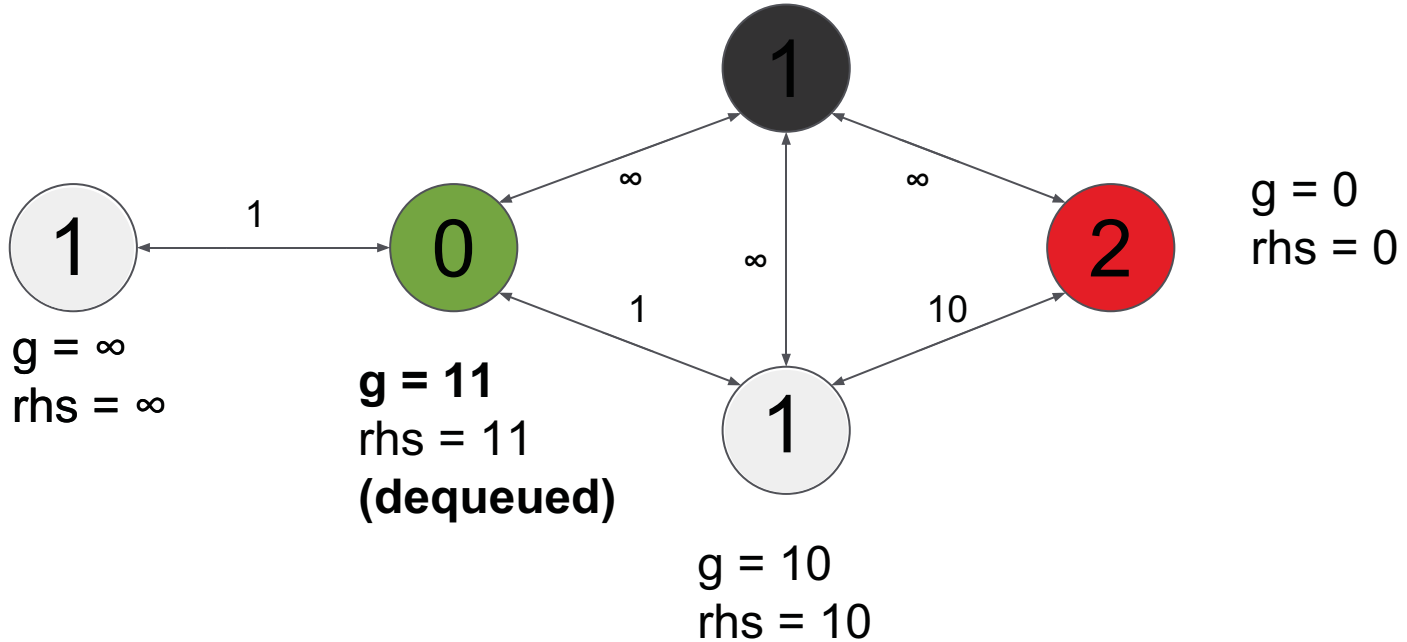 1
∞
∞
g = 0
rhs = 0
1
1
0
∞
2
1
10
g = ∞
rhs = ∞
g = 11
rhs = 11
(dequeued)
1
g = 10
rhs = 10